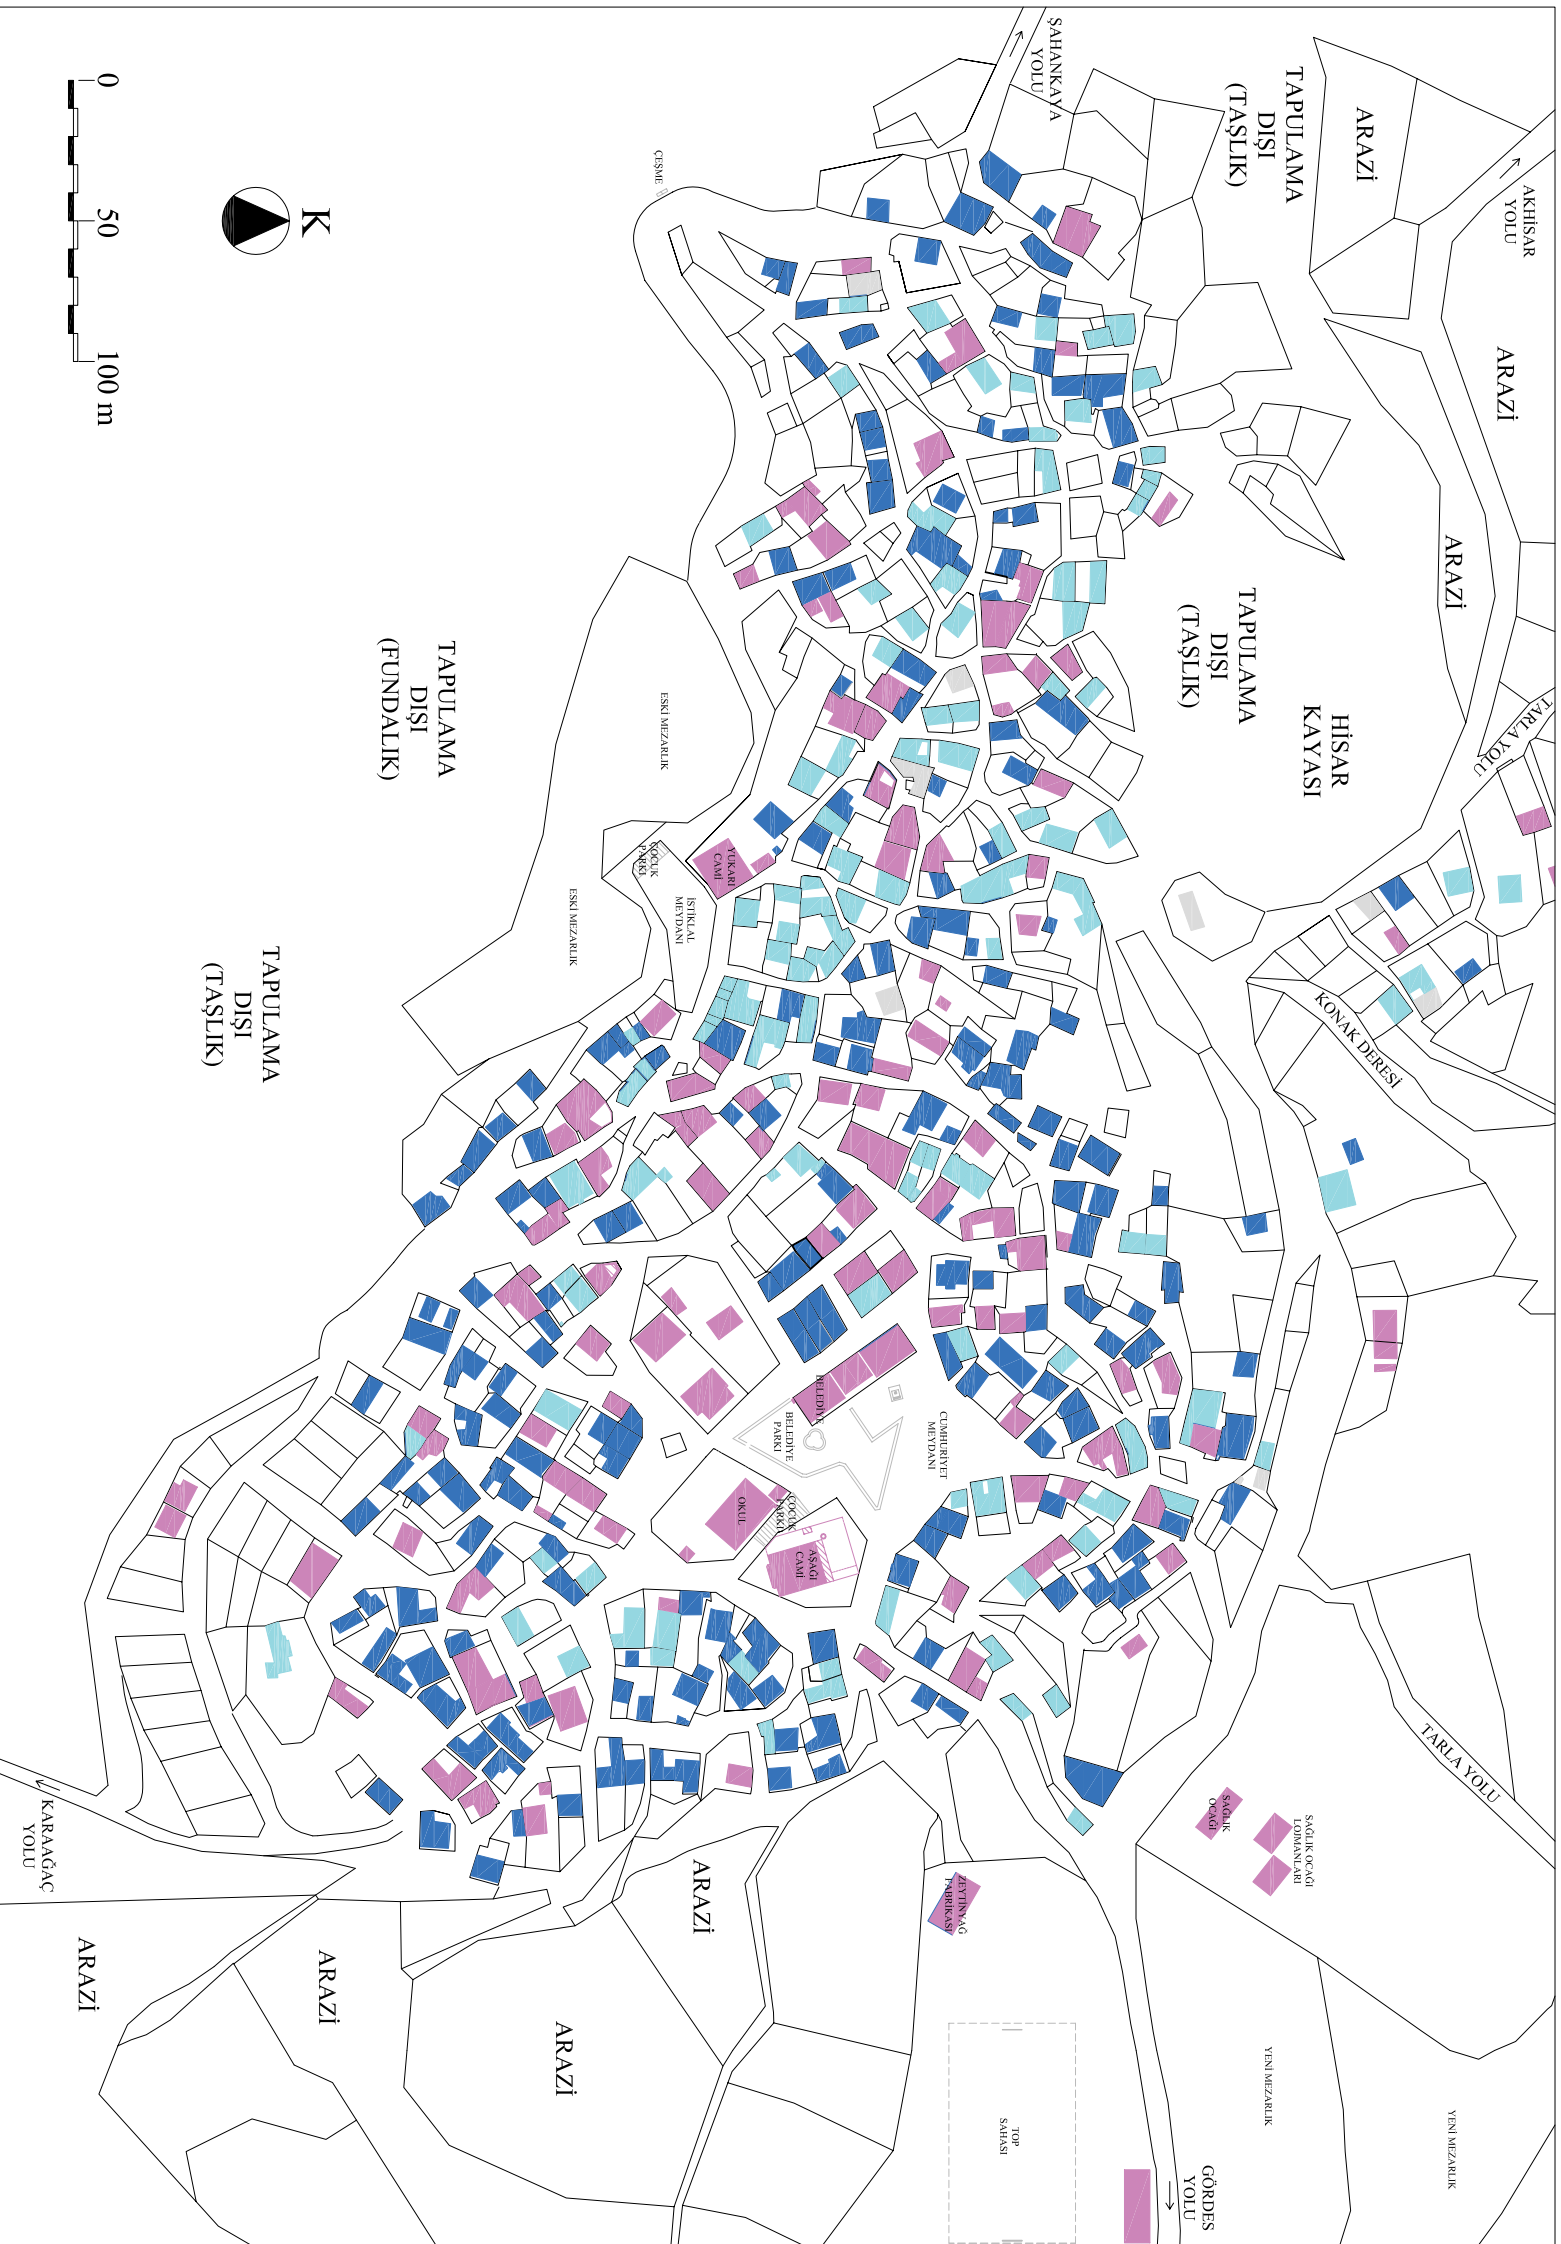 ŞAHANKAYA
YOLU
TAPULAMA
DIŞI
(TAŞLIK)
ARAZİ
AKHİSAR
YOLU
ARAZİ
ARAZİ
TARLA YOLU
TAPULAMA
DIŞI
(TAŞLIK)
HİSAR
KAYASI
KONAK DERESİ
ÇEŞME
K
0
50
100 m
TAPULAMA
DIŞI
(FUNDALIK)
ESKİ MEZARLIK
YUKARI
CAMİ
ÇOCUK
PARKI
İSTİKLAL
MEYDANI
ESKİ MEZARLIK
TAPULAMA
DIŞI
(TAŞLIK)
BELEDİYE
BELEDİYE
PARKI
CUMHURİYET
MEYDANI
OKUL
ÇOCUK
PARKI
AŞAĞI
CAMİ
TARLA YOLU
SAĞLIK
OCAĞI
SAĞLIK OCAĞI
LOJMANLARI
ZEYTİNYAĞ
FABRİKASI
KARAAĞAÇ
YOLU
ARAZİ
ARAZİ
ARAZİ
ARAZİ
TOP
SAHASI
YENİ MEZARLIK
YENİ MEZARLIK
GÖRDES
YOLU